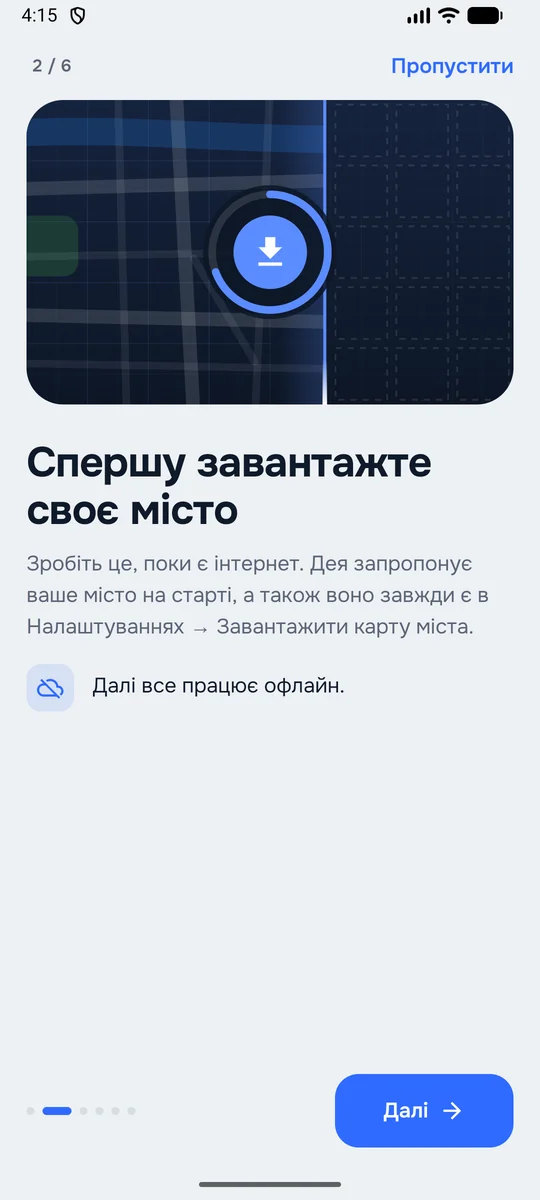 4:15
2 / 6
Пропустити
Спершу завантажте
своє місто
Зробіть це, поки є інтернет. Дея запропонує
ваше місто на старті, а також воно завжди є в
Налаштуваннях → Завантажити карту міста.
Далі все працює офлайн.
Далі →